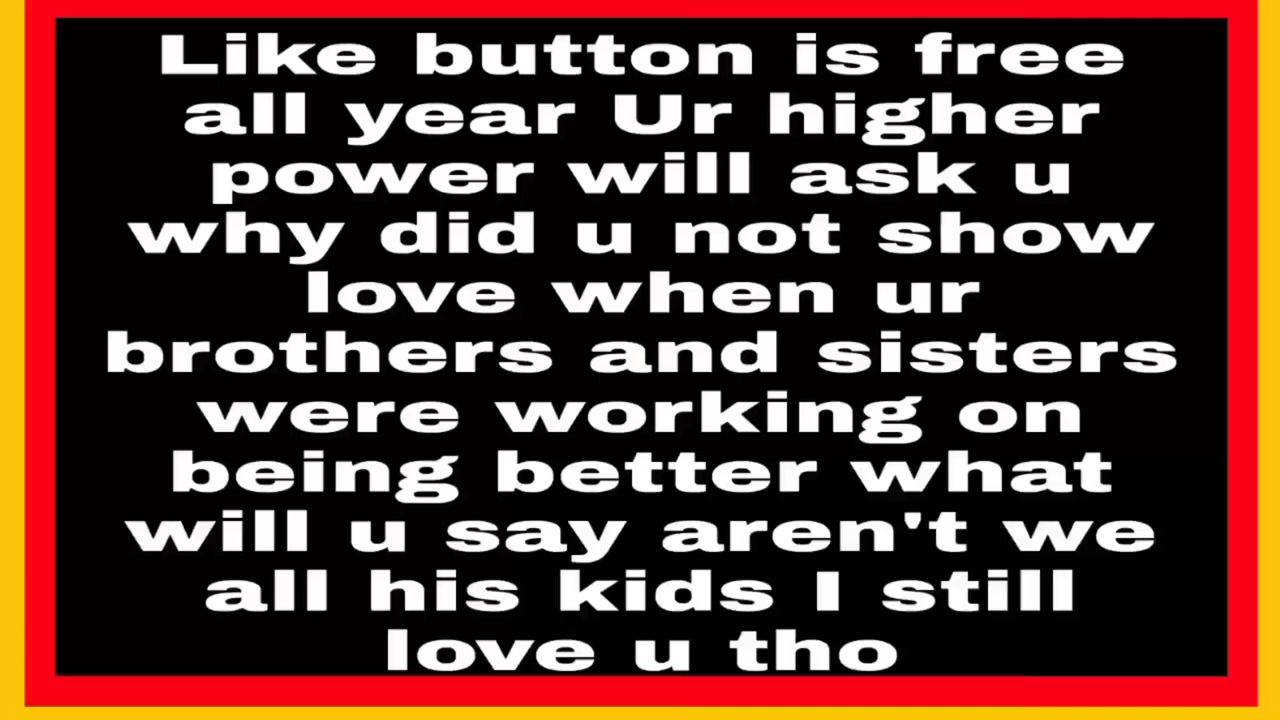 Like button is free
all year Ur higher
power will ask u
why did u not show
love when ur
brothers and sisters
were working on
being better what
will u say aren't we
all his kids I still
love u tho